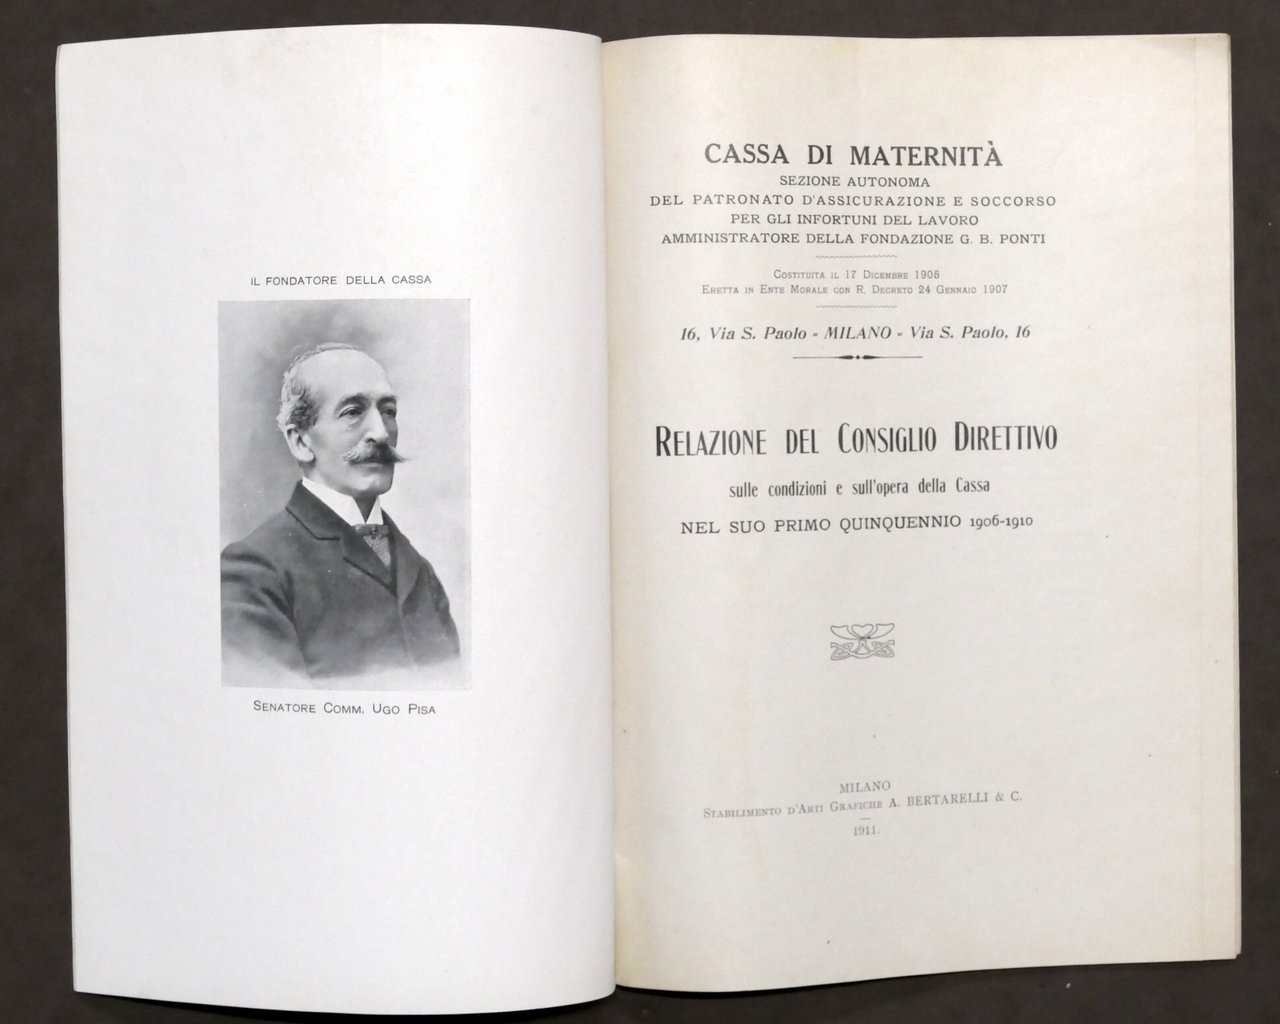 IL FONDATORE DELLA CASSA
SENATORE COMM. UGO PISA
CASSA DI MATERNITÀ
SEZIONE AUTONOMA
DEL PATRONATO D'ASSICURAZIONE E SOCCORSO
PER GLI INFORTUNI DEL LAVORO
AMMINISTRATORE DELLA FONDAZIONE G. B. PONTI
COSTITUITA IL 17 DICEMBRE 1905
ERETTA IN ENTE MORALE CON R. DECRETO 24 GENNAIO 1907
16, Via S. Paolo - MILANO - Via S. Paolo, 16
RELAZIONE DEL CONSIGLIO DIRETTIVO
sulle condizioni e sull'opera della Cassa
NEL SUO PRIMO QUINQUENNIO 1906-1910
MILANO
STABILIMENTO D'ARTI GRAFICHE A. BERTARELLI & C.
1911.